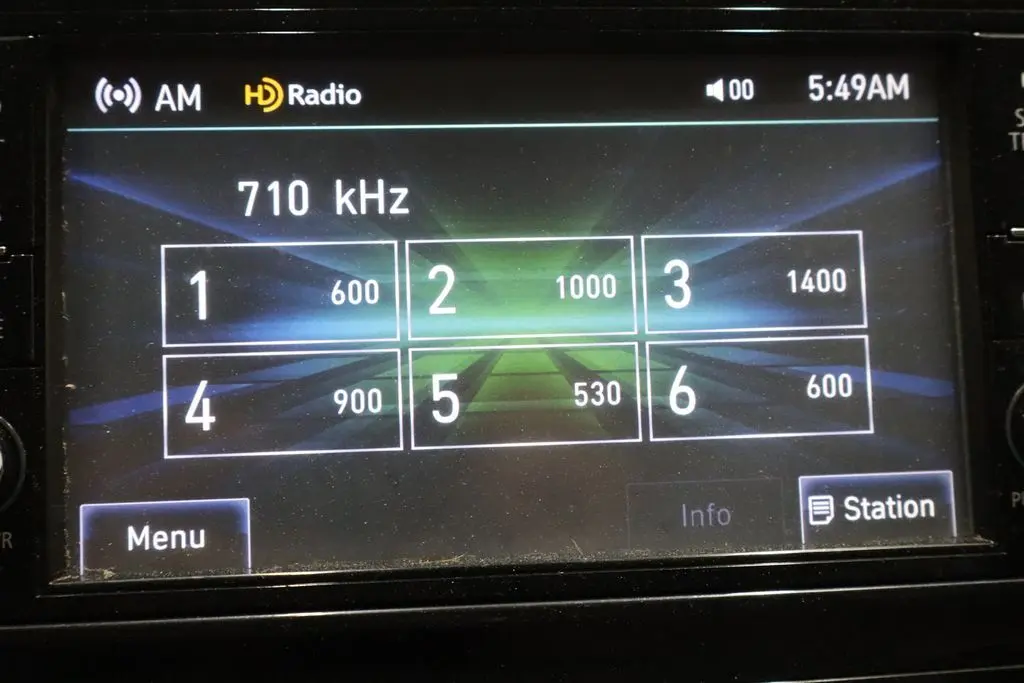 AM HD Radio 00 5:49AM
710 kHz
1 600 2 1000 3 1400
4 900 5 530 6 600
Menu Info Station